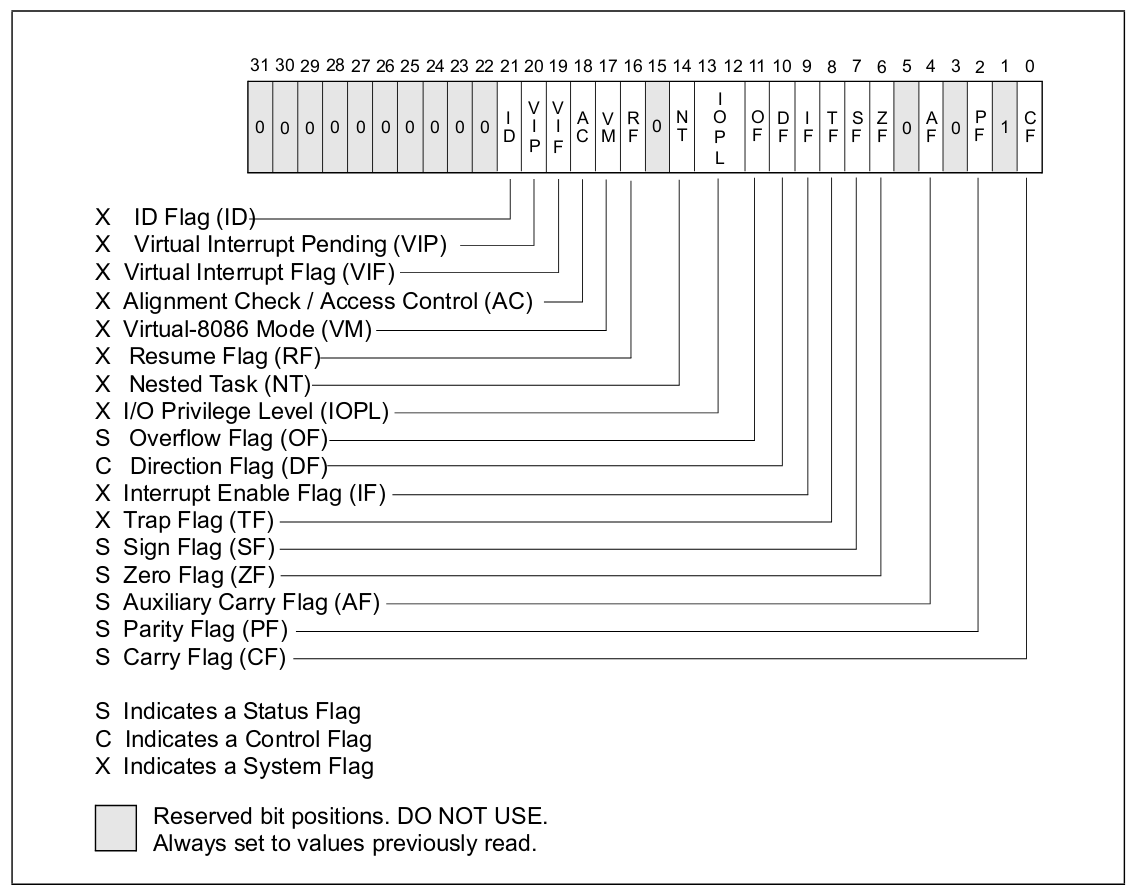 31 30 29 28 27 26 25 24 23 22 21 20 19 18 17 16 15 14 13 12 11 10 9 8 7 6 5 4 3 2 1 0
0 0 0 0 0 0 0 0 0 0 ID VIP VIF AC VM RF 0 NT IOPL OF DF IF TF SF ZF 0 AF 0 PF 1 CF
X ID Flag (ID)
X Virtual Interrupt Pending (VIP)
X Virtual Interrupt Flag (VIF)
X Alignment Check / Access Control (AC)
X Virtual-8086 Mode (VM)
X Resume Flag (RF)
X Nested Task (NT)
X I/O Privilege Level (IOPL)
S Overflow Flag (OF)
C Direction Flag (DF)
X Interrupt Enable Flag (IF)
X Trap Flag (TF)
S Sign Flag (SF)
S Zero Flag (ZF)
S Auxiliary Carry Flag (AF)
S Parity Flag (PF)
S Carry Flag (CF)
S Indicates a Status Flag
C Indicates a Control Flag
X Indicates a System Flag
Reserved bit positions. DO NOT USE.
Always set to values previously read.